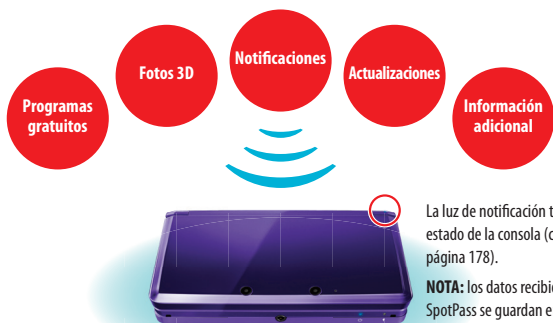 Programas
gratuitos
Fotos 3D
Notificaciones
Actualizaciones
Información
adicional
La luz de notificación
estado de la consola
página 178).
NOTA: los datos
SpotPass se guardan